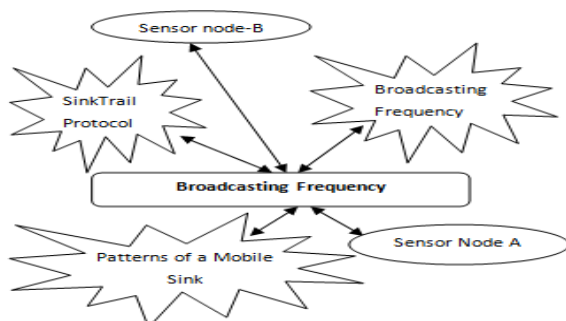 Sensor node-B
SinkTrail
Protocol
Broadcasting
Frequency
Broadcasting Frequency
Patterns of a Mobile
Sink
Sensor Node A